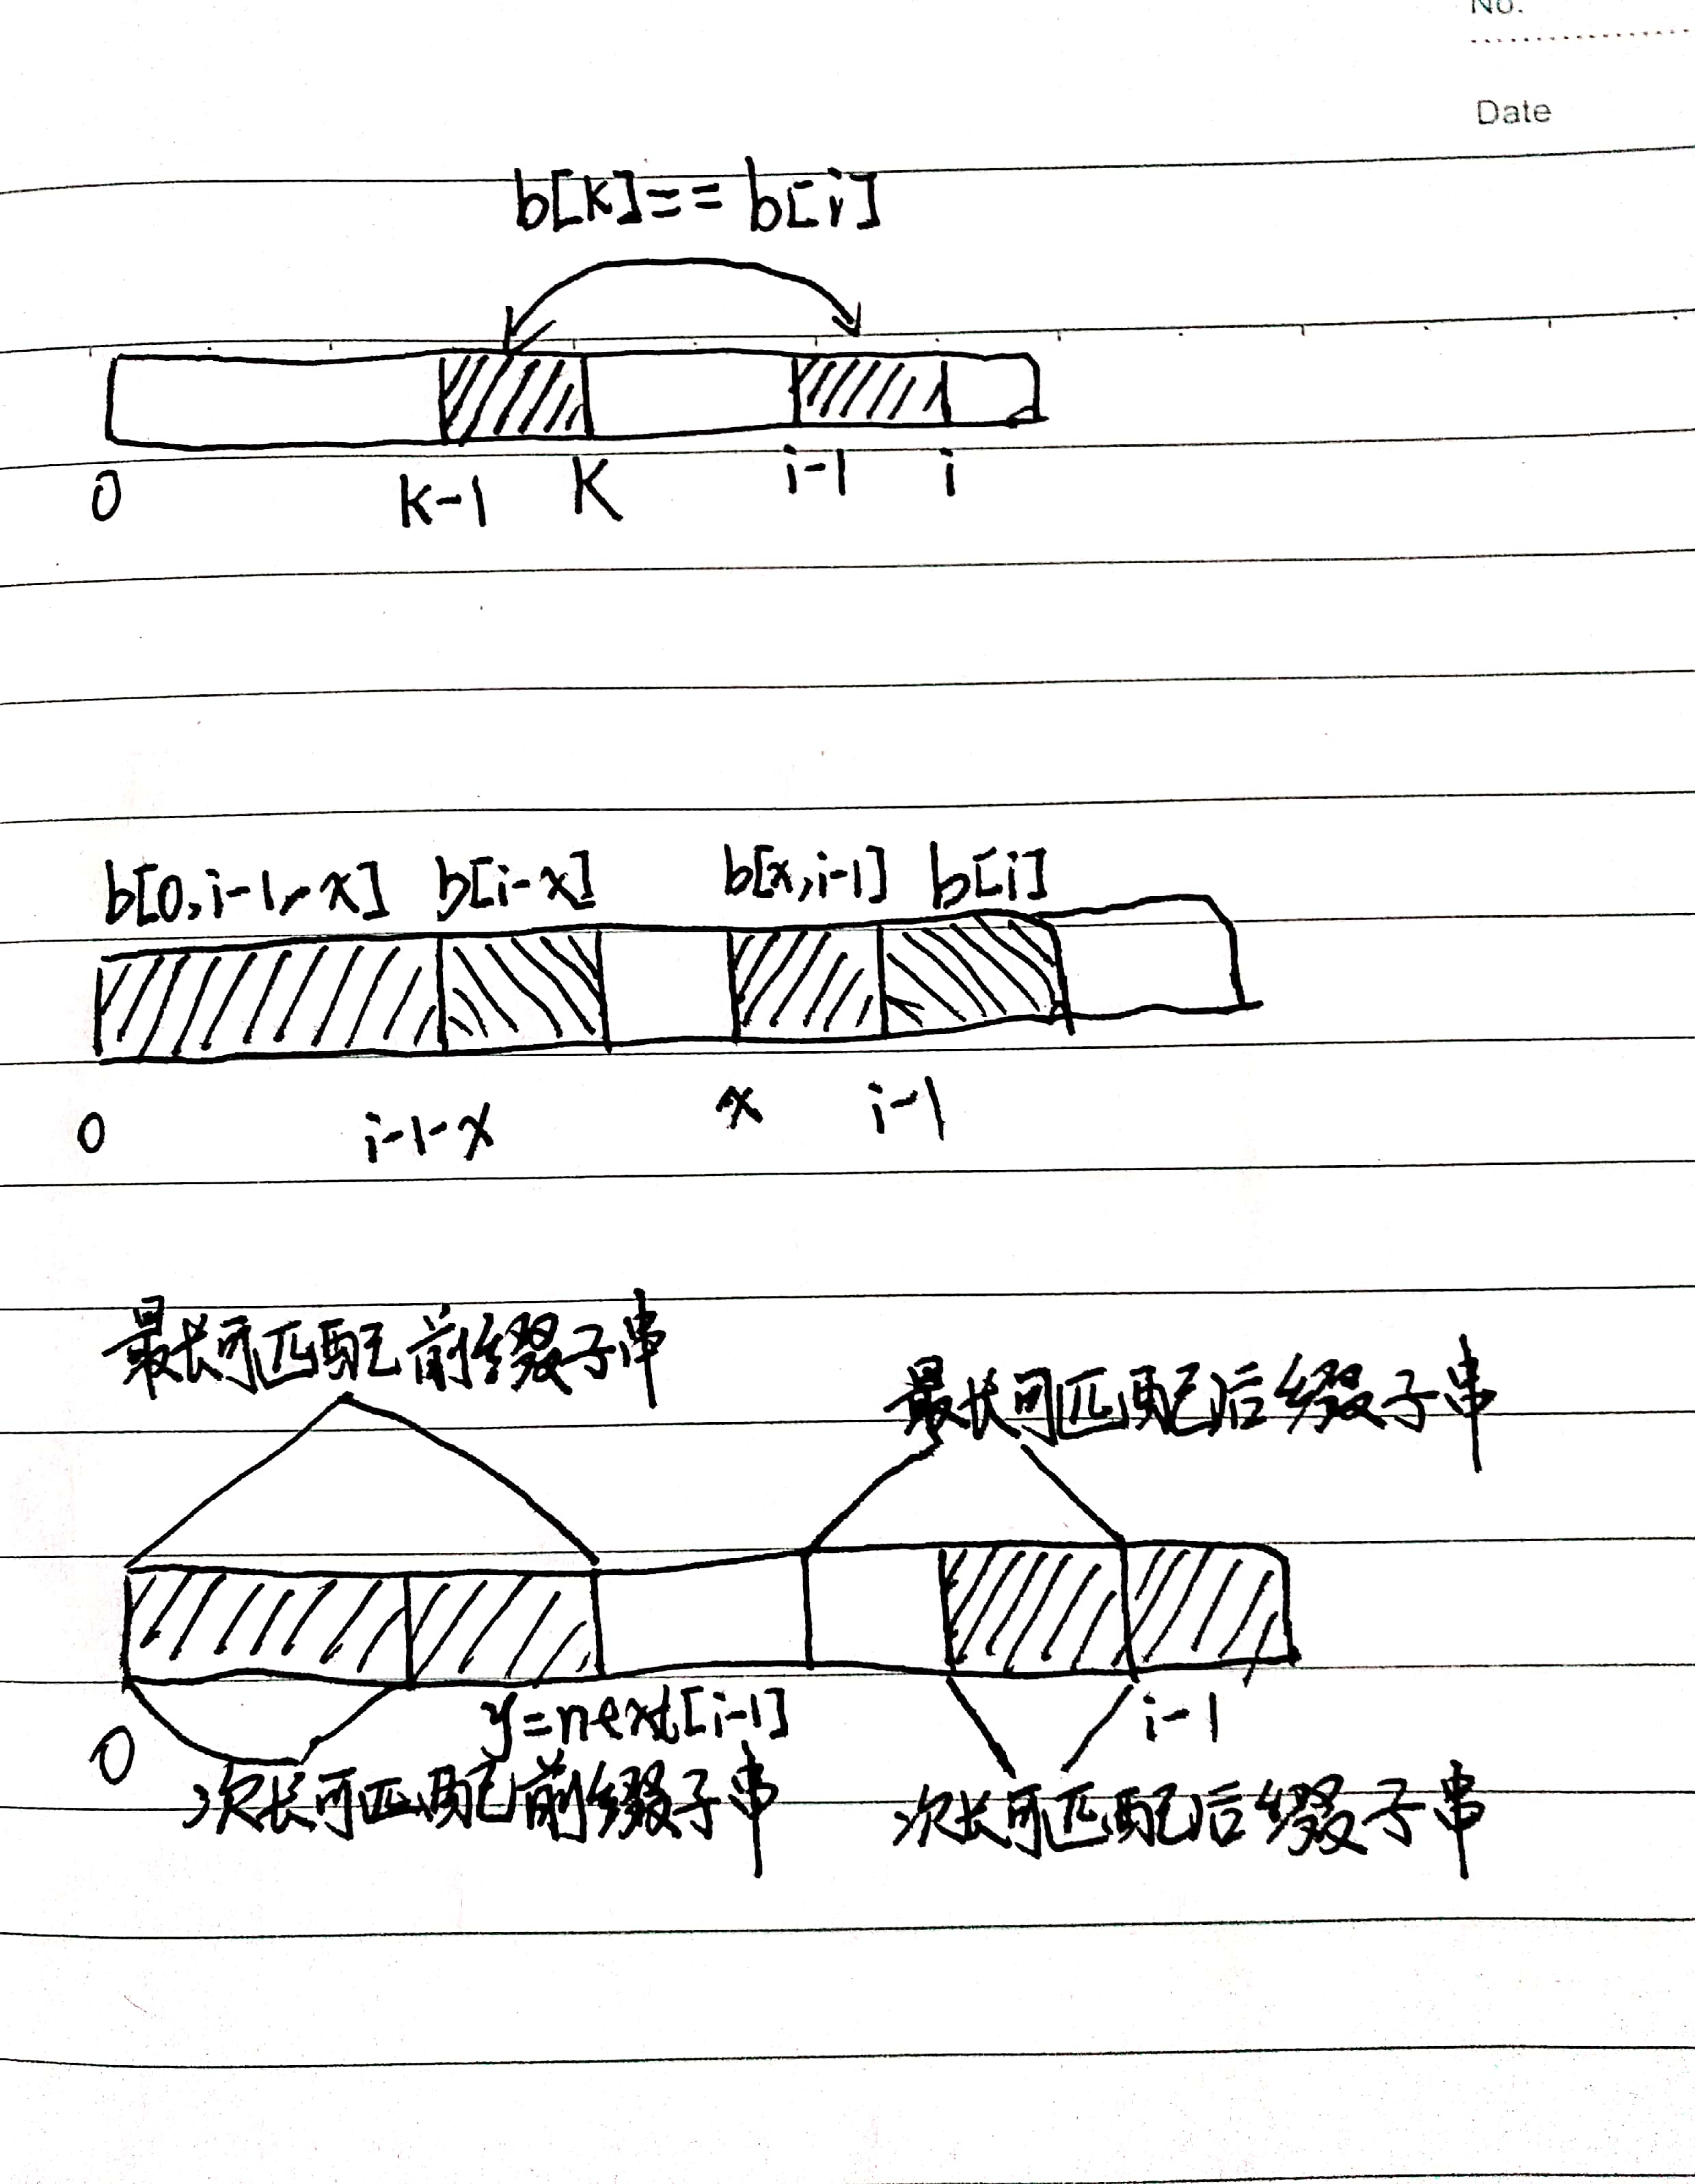 No.
Date
b[k]==b[i]
0 k-1 K i-1 i
b[0,i-1-x] b[i-x] b[x,i-1] b[i]
0 i-1-x x i-1
最长可匹配前缀子串
最长可匹配后缀子串
y=next[i-1] i-1
0
次长可匹配前缀子串 次长可匹配后缀子串